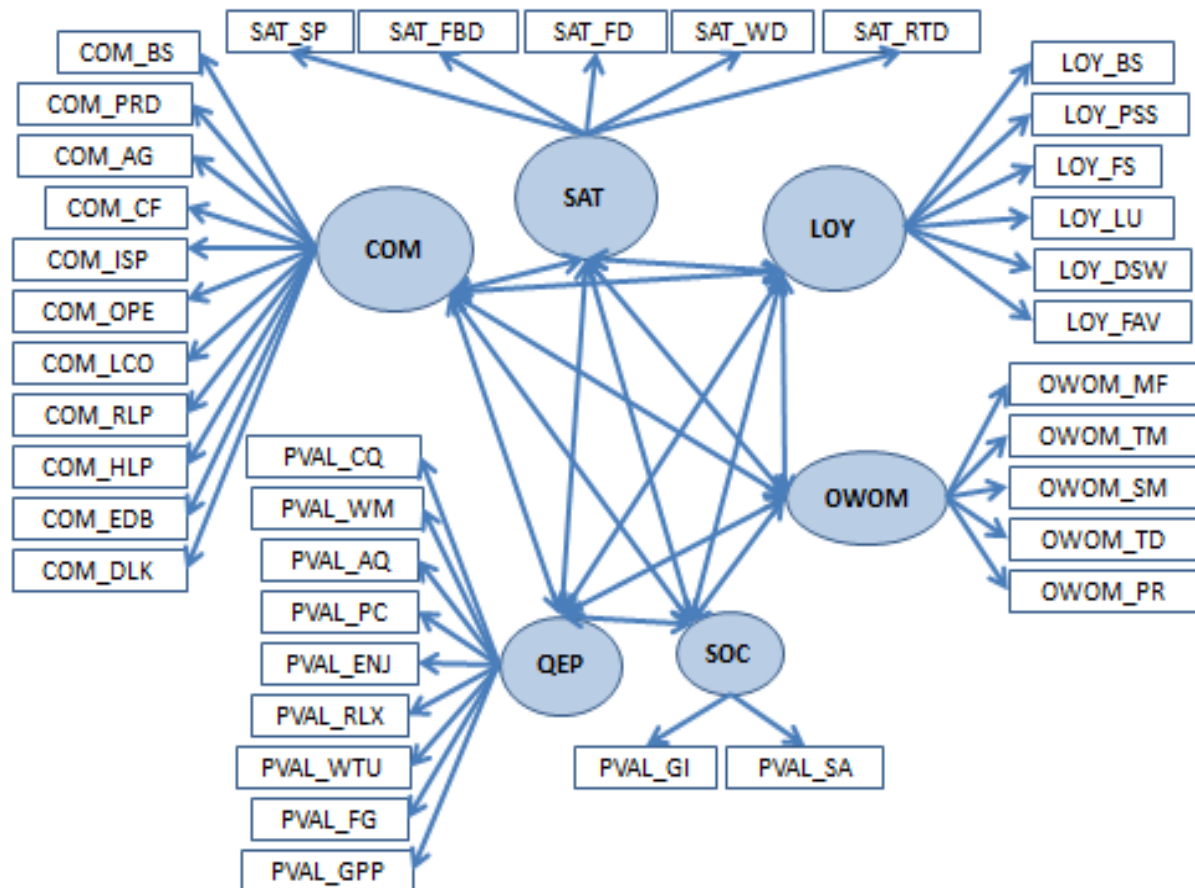 SAT_SP
SAT_FBD
SAT_FD
SAT_WD
SAT_RTD
COM_BS
COM_PRD
COM_AG
COM_CF
COM_ISP
COM_OPE
COM_LCO
COM_RLP
COM_HLP
COM_EDB
COM_DLK
LOY_BS
LOY_PSS
LOY_FS
LOY_LU
LOY_DSW
LOY_FAV
COM
SAT
LOY
OWOM_MF
OWOM_TM
OWOM_SM
OWOM_TD
OWOM_PR
OWOM
PVAL_CQ
PVAL_WM
PVAL_AQ
PVAL_PC
PVAL_ENJ
PVAL_RLX
PVAL_WTU
PVAL_FG
PVAL_GPP
QEP
SOC
PVAL_GI
PVAL_SA